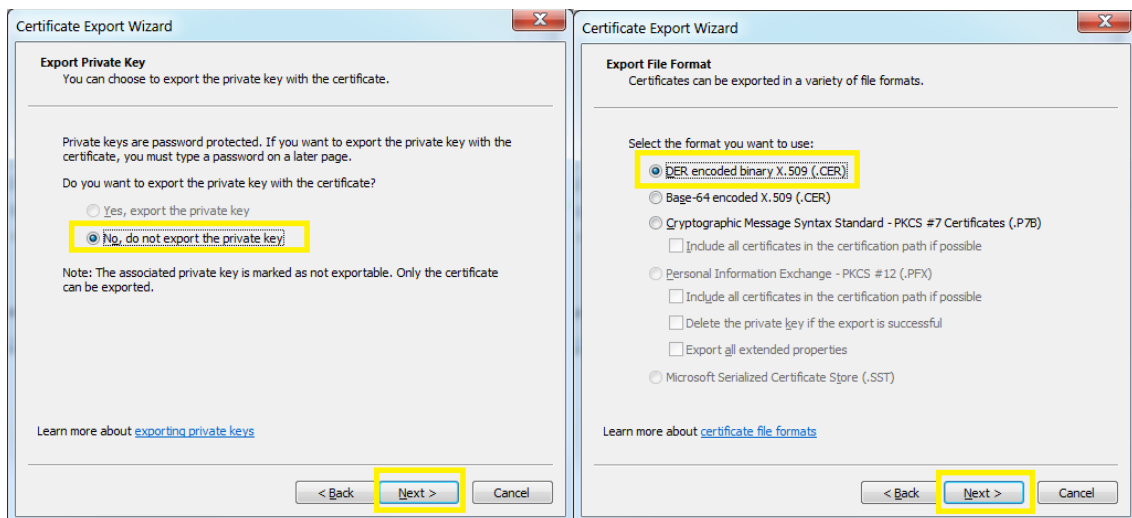 Certificate Export Wizard
X
Export Private Key
You can choose to export the private key with the certificate.
Private keys are password protected. If you want to export the private key with the
certificate, you must type a password on a later page.
Do you want to export the private key with the certificate?
Yes, export the private key
No, do not export the private key
Note: The associated private key is marked as not exportable. Only the certificate
can be exported.
Learn more about exporting private keys
< Back
Next >
Cancel
Certificate Export Wizard
X
Export File Format
Certificates can be exported in a variety of file formats.
Select the format you want to use:
DER encoded binary X.509 (.CER)
Base-64 encoded X.509 (.CER)
Cryptographic Message Syntax Standard - PKCS #7 Certificates (.P7B)
Include all certificates in the certification path if possible
Personal Information Exchange - PKCS #12 (.PFX)
Include all certificates in the certification path if possible
Delete the private key if the export is successful
Export all extended properties
Microsoft Serialized Certificate Store (.SST)
Learn more about certificate file formats
< Back
Next >
Cancel